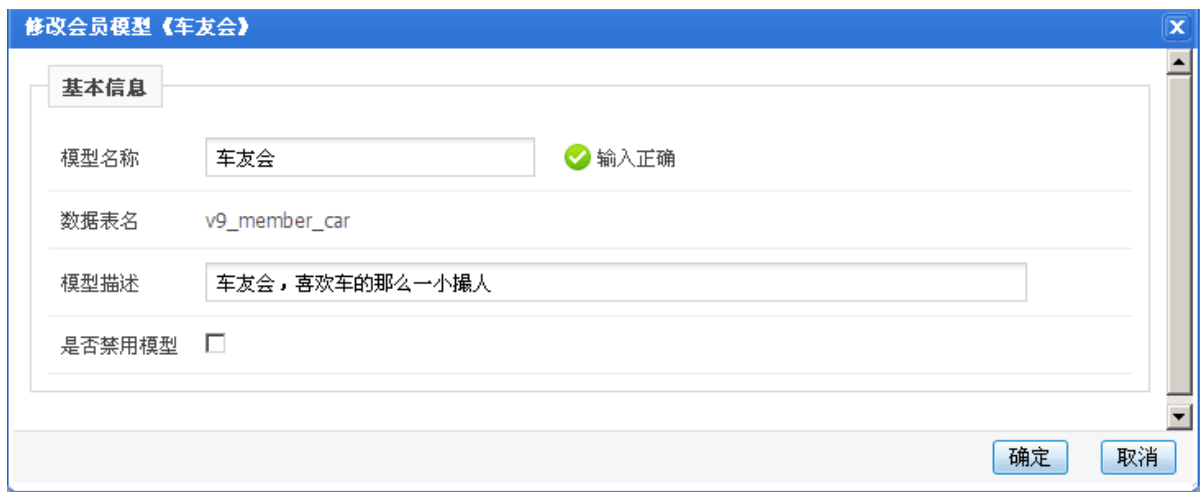 修改会员模型《车友会》
基本信息
模型名称 车友会 输入正确
数据表名 v9_member_car
模型描述 车友会，喜欢车的那么一小撮人
是否禁用模型
确定 取消